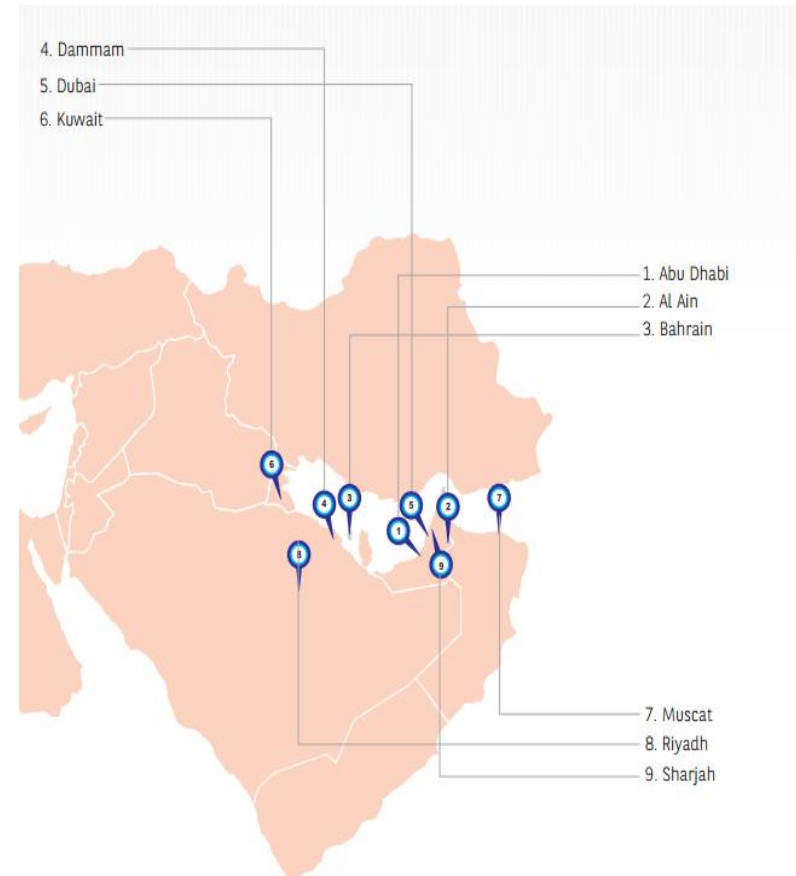 4. Dammam
5. Dubai
6. Kuwait
1. Abu Dhabi
2. Al Ain
3. Bahrain
6
4
3
5
2
7
1
8
9
7. Muscat
8. Riyadh
9. Sharjah